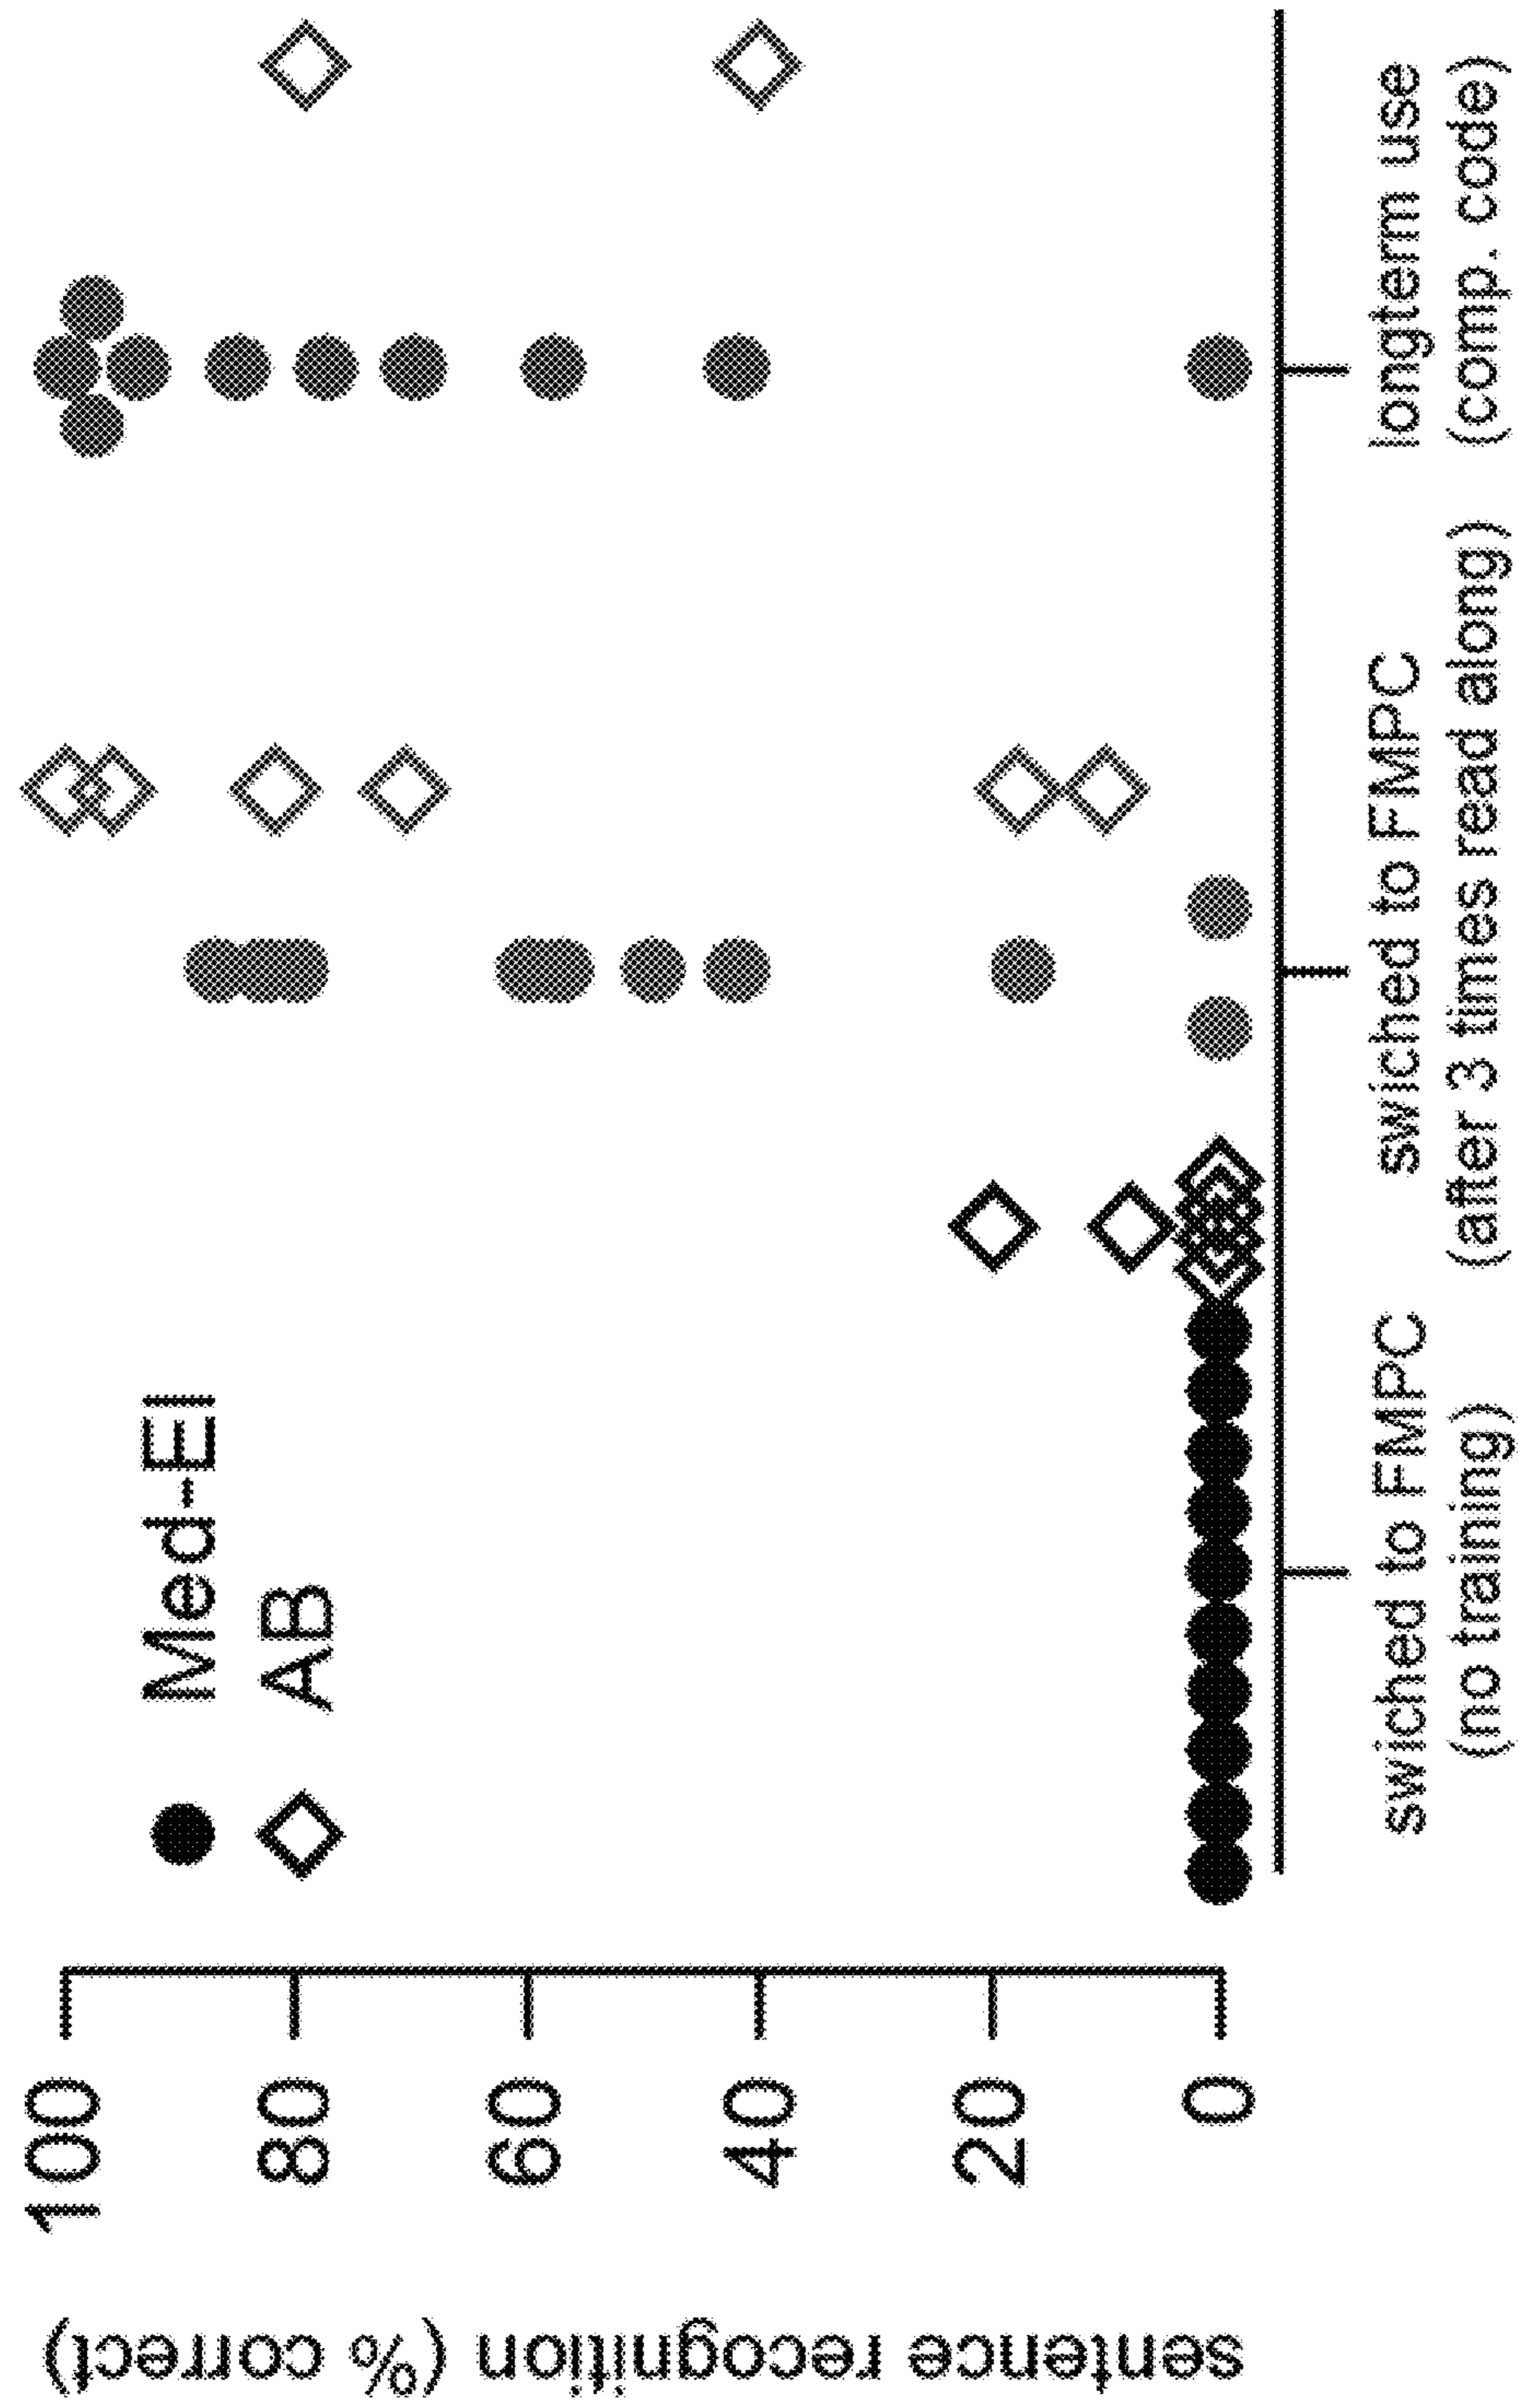 sentence recognition (% correct)
100
80
60
40
20
0
Med-El
AB
swiched to FMPC
(no training)
swiched to FMPC
(after 3 times read along)
longterm use
(comp. code)